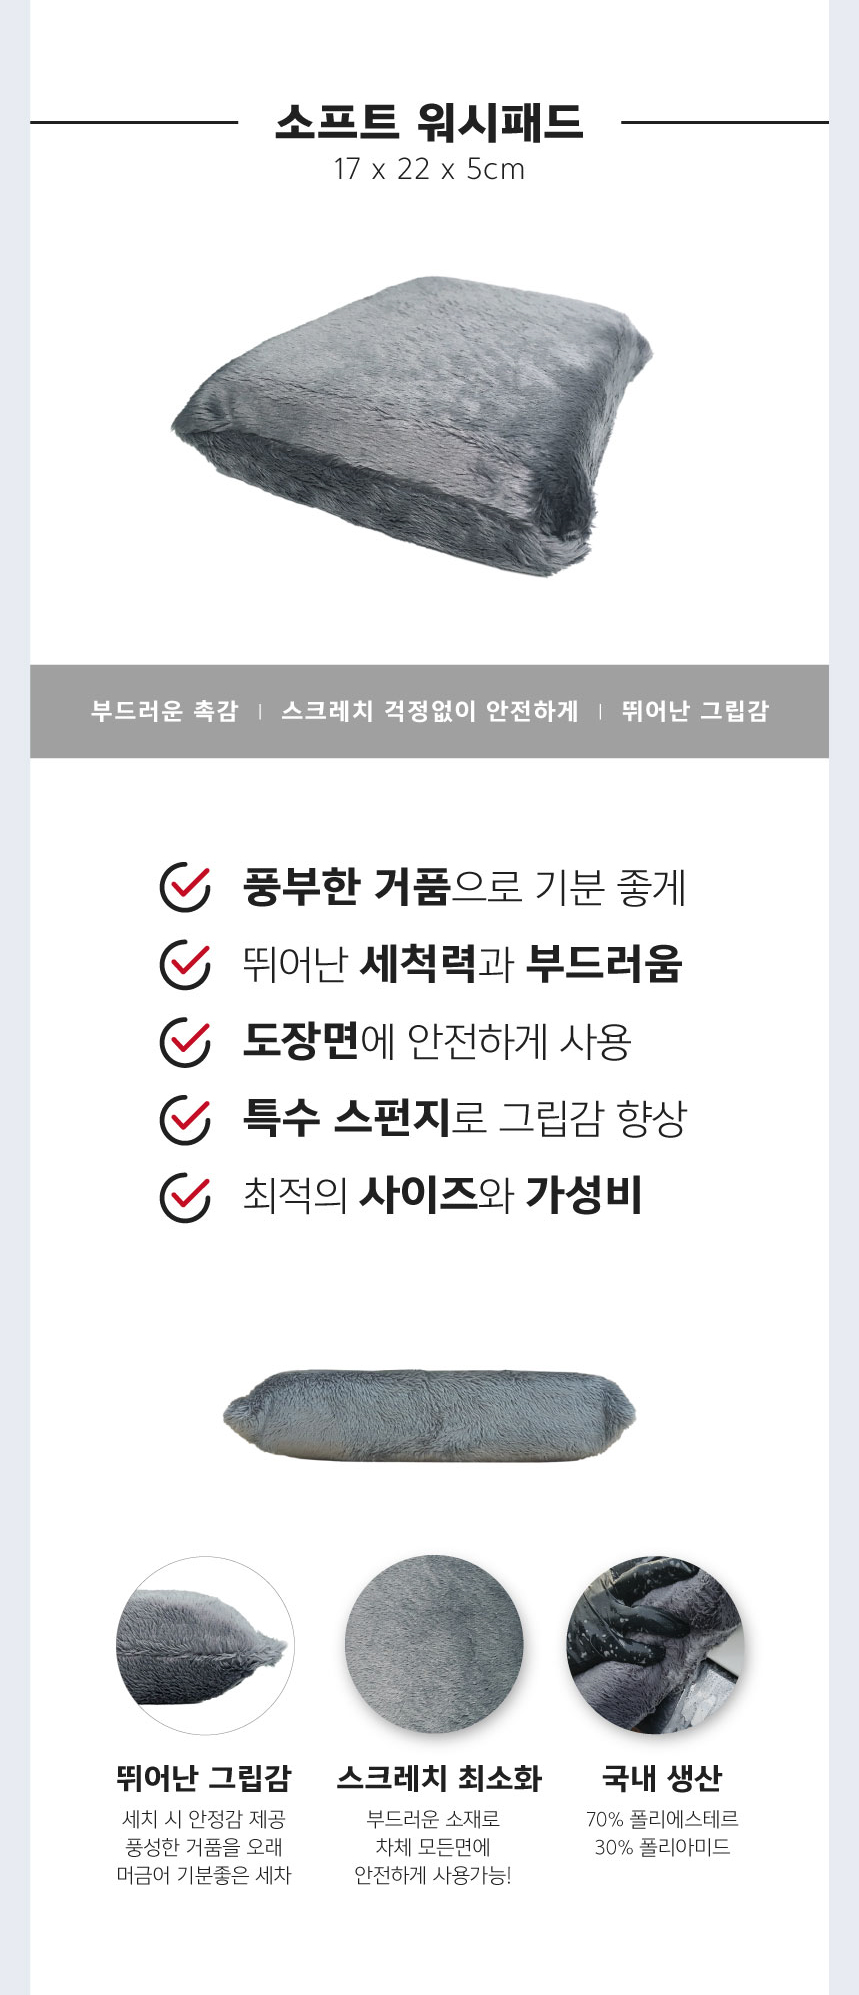 소프트 워시패드
17 x 22 x 5cm
부드러운 촉감 | 스크레치 걱정없이 안전하게 | 뛰어난 그립감
풍부한 거품으로 기분 좋게
뛰어난 세척력과 부드러움
도장면에 안전하게 사용
특수 스펀지로 그립감 향상
최적의 사이즈와 가성비
뛰어난 그립감
세치 시 안정감 제공
풍성한 거품을 오래
머금어 기분좋은 세차
스크레치 최소화
부드러운 소재로
차체 모든면에
안전하게 사용가능!
국내 생산
70% 폴리에스테르
30% 폴리아미드